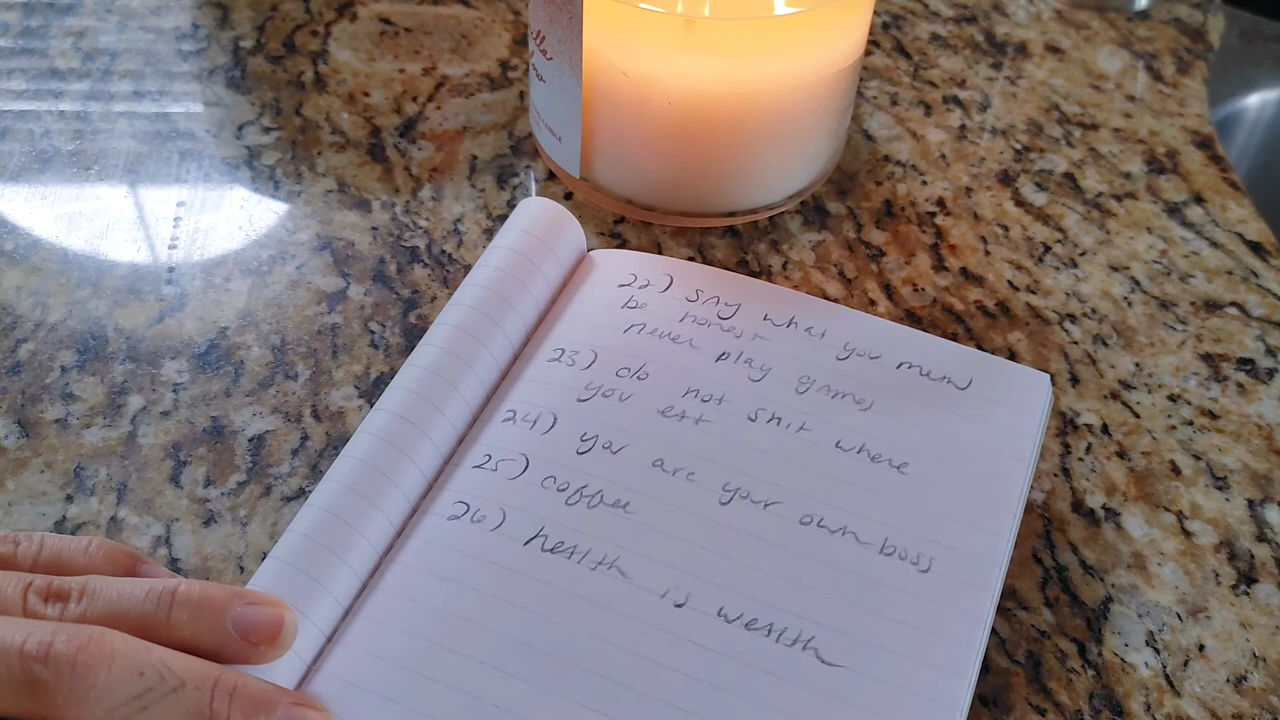 22) SAY what you mean
be honest
never play games
23) do not shit where
you eat
24) you are your own boss
25) coffee
26) health is wealth